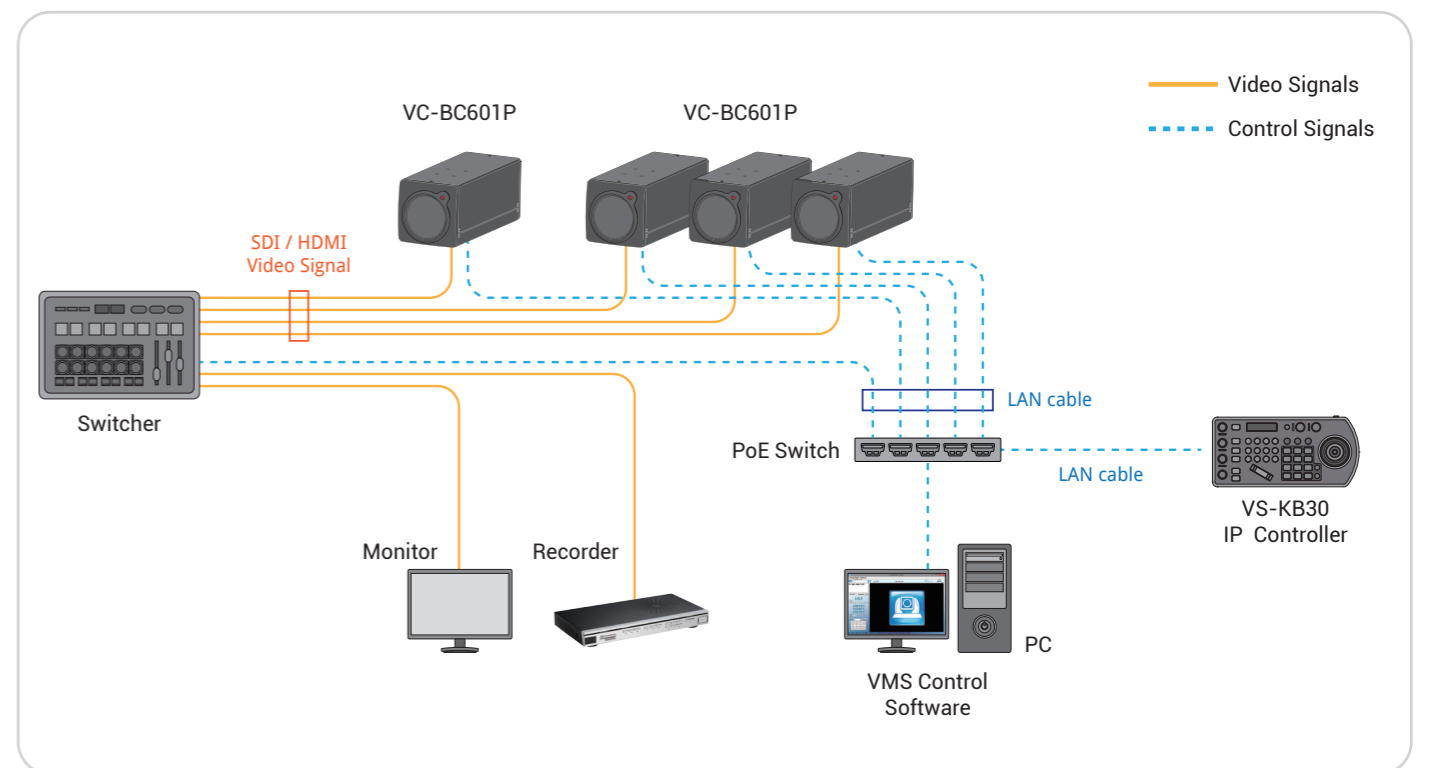 Video Signals
Control Signals
VC-BC601P
VC-BC601P
SDI / HDMI
Video Signal
Switcher
LAN cable
PoE Switch
LAN cable
VS-KB30
IP Controller
Monitor
Recorder
PC
VMS Control
Software